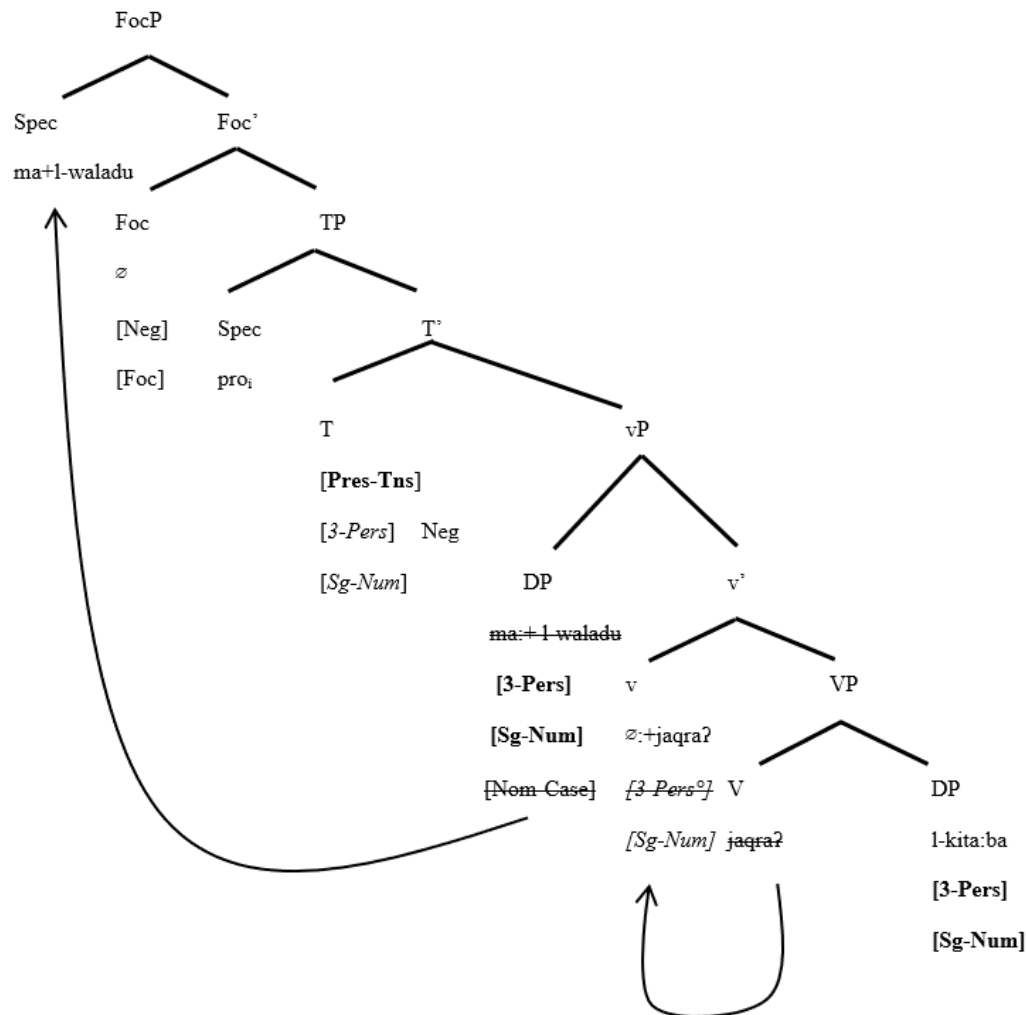 FocP
Spec Foc’
ma+l-waladu
Foc TP
∅
[Neg] Spec T’
[Foc] proᵢ
T vP
[Pres-Tns]
[3-Pers] Neg
[Sg-Num] DP v’
ma:+ l-waladu
[3-Pers] v VP
[Sg-Num] ∅:+jaqraʔ
[Nom-Case] [3-Pers°] V DP
[Sg-Num] jaqraʔ l-kita:ba
[3-Pers]
[Sg-Num]